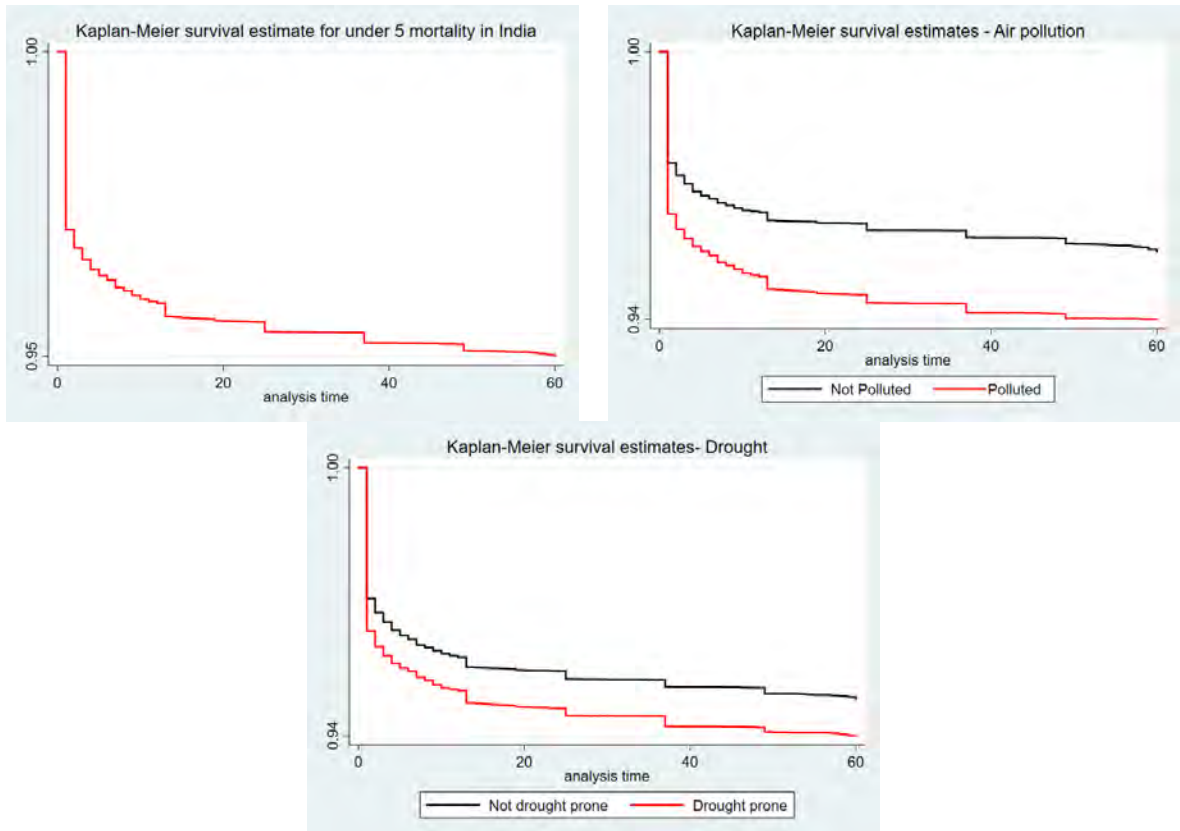 Kaplan-Meier survival estimate for under 5 mortality in India
1.00
0.95
0 20 40 60
analysis time
Kaplan-Meier survival estimates - Air pollution
1.00
0.94
0 20 40 60
analysis time
Not Polluted Polluted
Kaplan-Meier survival estimates- Drought
1.00
0.94
0 20 40 60
analysis time
Not drought prone Drought prone